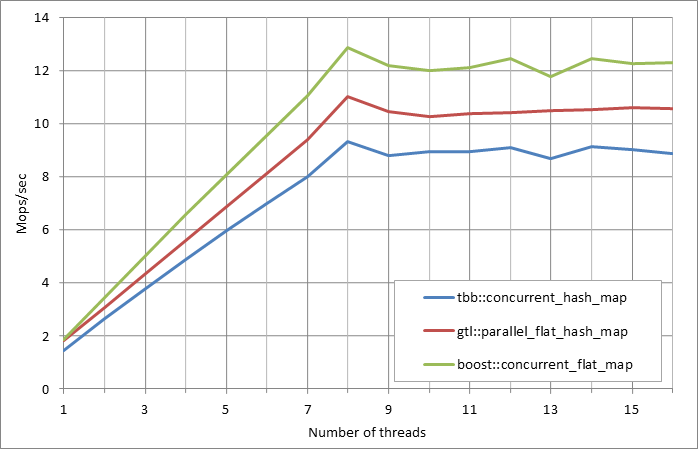 14
12
10
8
6
4
2
0
Mops/sec
tbb::concurrent_hash_map
gtl::parallel_flat_hash_map
boost::concurrent_flat_map
1 3 5 7 9 11 13 15
Number of threads